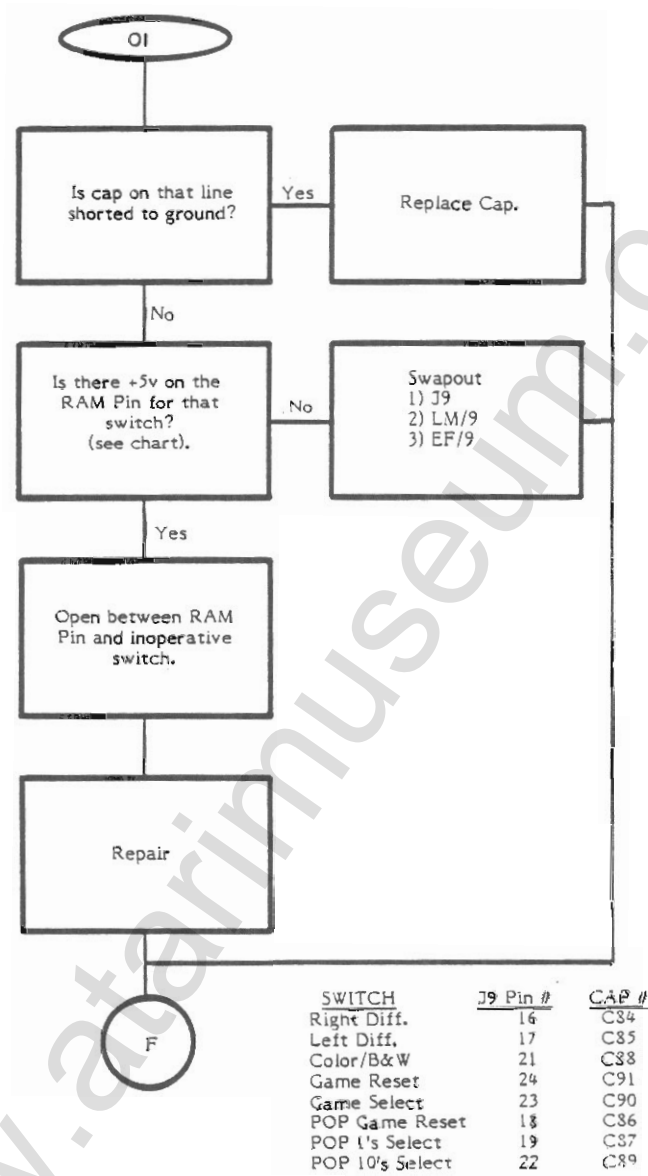 OI
Is cap on that line
shorted to ground?
Yes
Replace Cap.
No
Is there +5v on the
RAM Pin for that
switch?
(see chart).
No
Swapout
1) J9
2) LM/9
3) EF/9
Yes
Open between RAM
Pin and inoperative
switch.
Repair
F
SWITCH J9 Pin # CAP #
Right Diff. 16 C84
Left Diff. 17 C85
Color/B&W 21 C88
Game Reset 24 C91
Game Select 23 C90
POP Game Reset 18 C86
POP 1's Select 19 C87
POP 10's Select 22 C89
www.atarimuseum.c